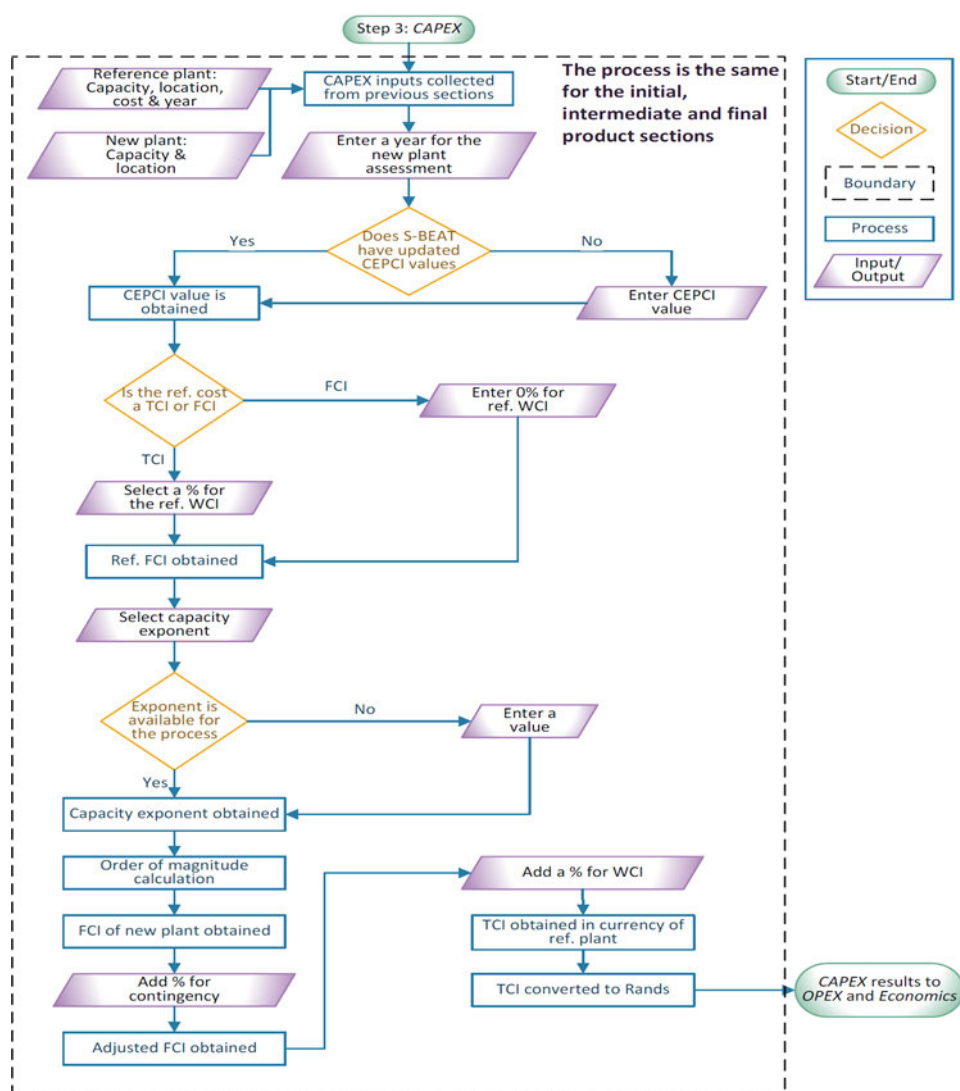 Step 3: CAPEX
Reference plant:
Capacity, location,
cost & year
CAPEX inputs collected
from previous sections
The process is the same
for the initial,
intermediate and final
product sections
New plant:
Capacity &
location
Enter a year for the
new plant
assessment
Does S-BEAT
have updated
CEPCI values
Yes
No
CEPCI value is
obtained
Enter CEPCI
value
Is the ref. cost
a TCI or FCI
FCI
Enter 0% for
ref. WCI
TCI
Select a % for
the ref. WCI
Ref. FCI obtained
Select capacity
exponent
Exponent is
available for
the process
No
Enter a
value
Yes
Capacity exponent obtained
Order of magnitude
calculation
FCI of new plant obtained
Add % for
contingency
Adjusted FCI obtained
Add a % for WCI
TCI obtained in currency of
ref. plant
TCI converted to Rands
CAPEX results to
OPEX and Economics
Start/End
Decision
Boundary
Process
Input/
Output